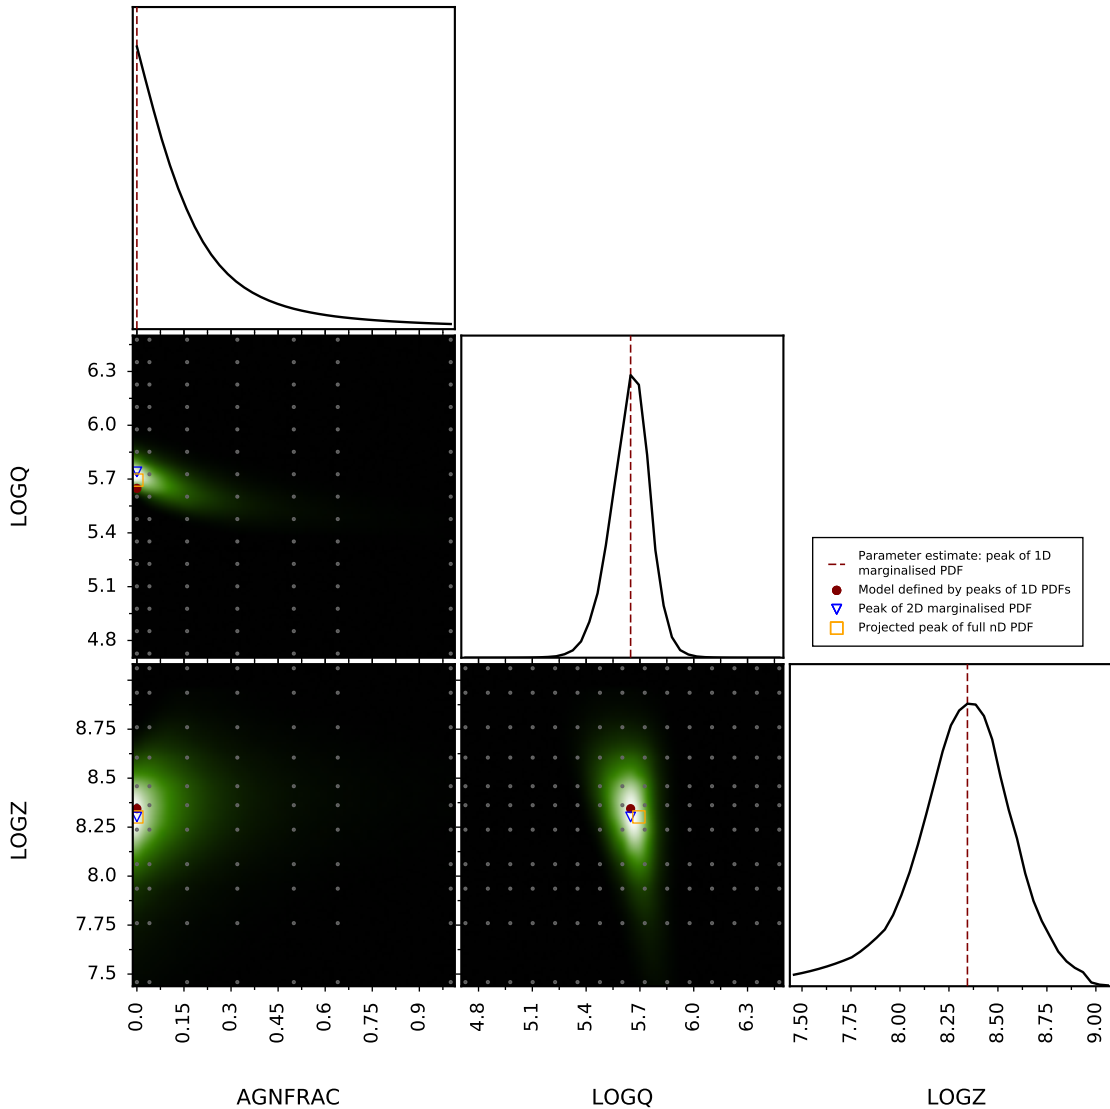 6.3
6.0
5.7
5.4
5.1
4.8
LOGQ
Parameter estimate: peak of 1D
marginalised PDF
Model defined by peaks of 1D PDFs
Peak of 2D marginalised PDF
Projected peak of full nD PDF
8.75
8.5
8.25
8.0
7.75
7.5
LOGZ
0.0 0.15 0.3 0.45 0.6 0.75 0.9
4.8 5.1 5.4 5.7 6.0 6.3
7.50 7.75 8.00 8.25 8.50 8.75 9.00
AGNFRAC LOGQ LOGZ